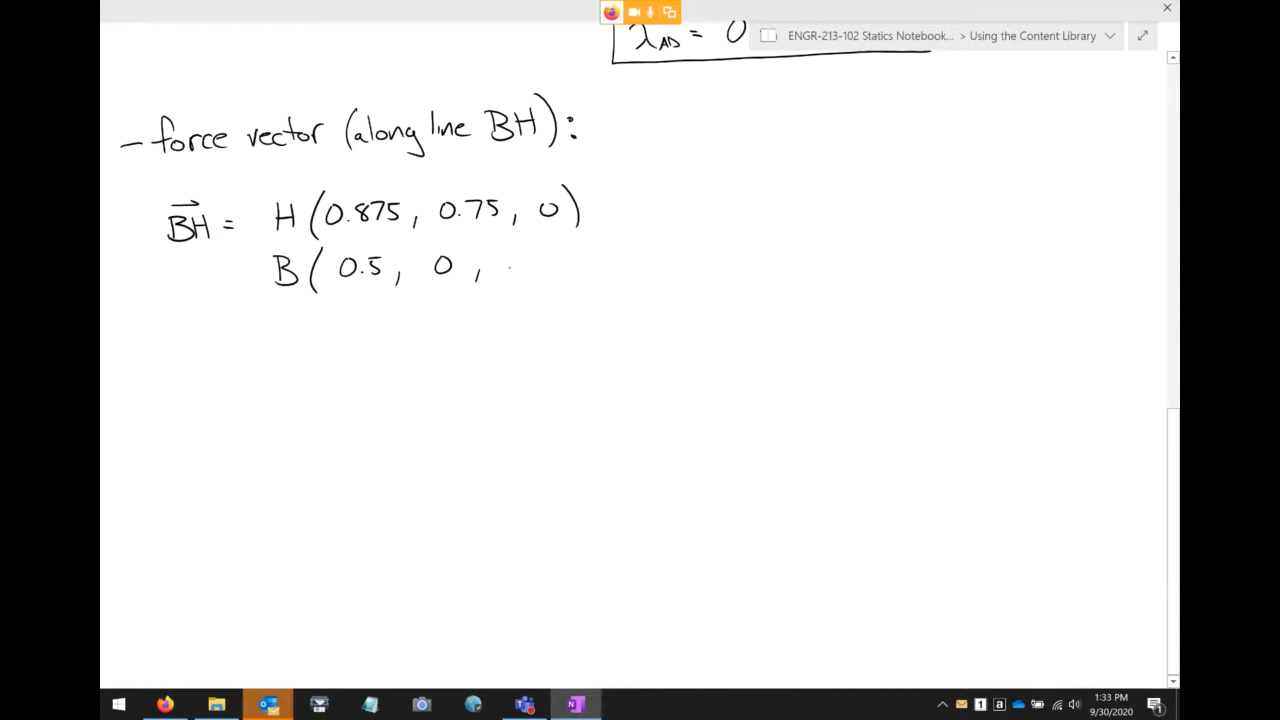 λAD = 0
ENGR-213-102 Statics Notebook... > Using the Content Library
- force vector (along line BH):
BH = H (0.875, 0.75, 0)
B ( 0.5, 0 ,
1:33 PM
9/30/2020